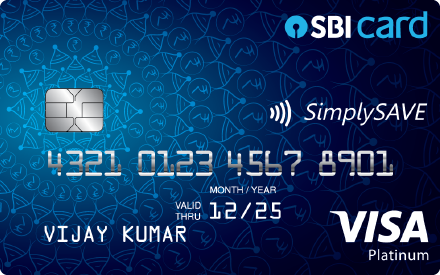 SBI card
SimplySAVE
4321 0123 4567 8901
MONTH / YEAR
VALID THRU 12/25
VIJAY KUMAR
VISA
Platinum